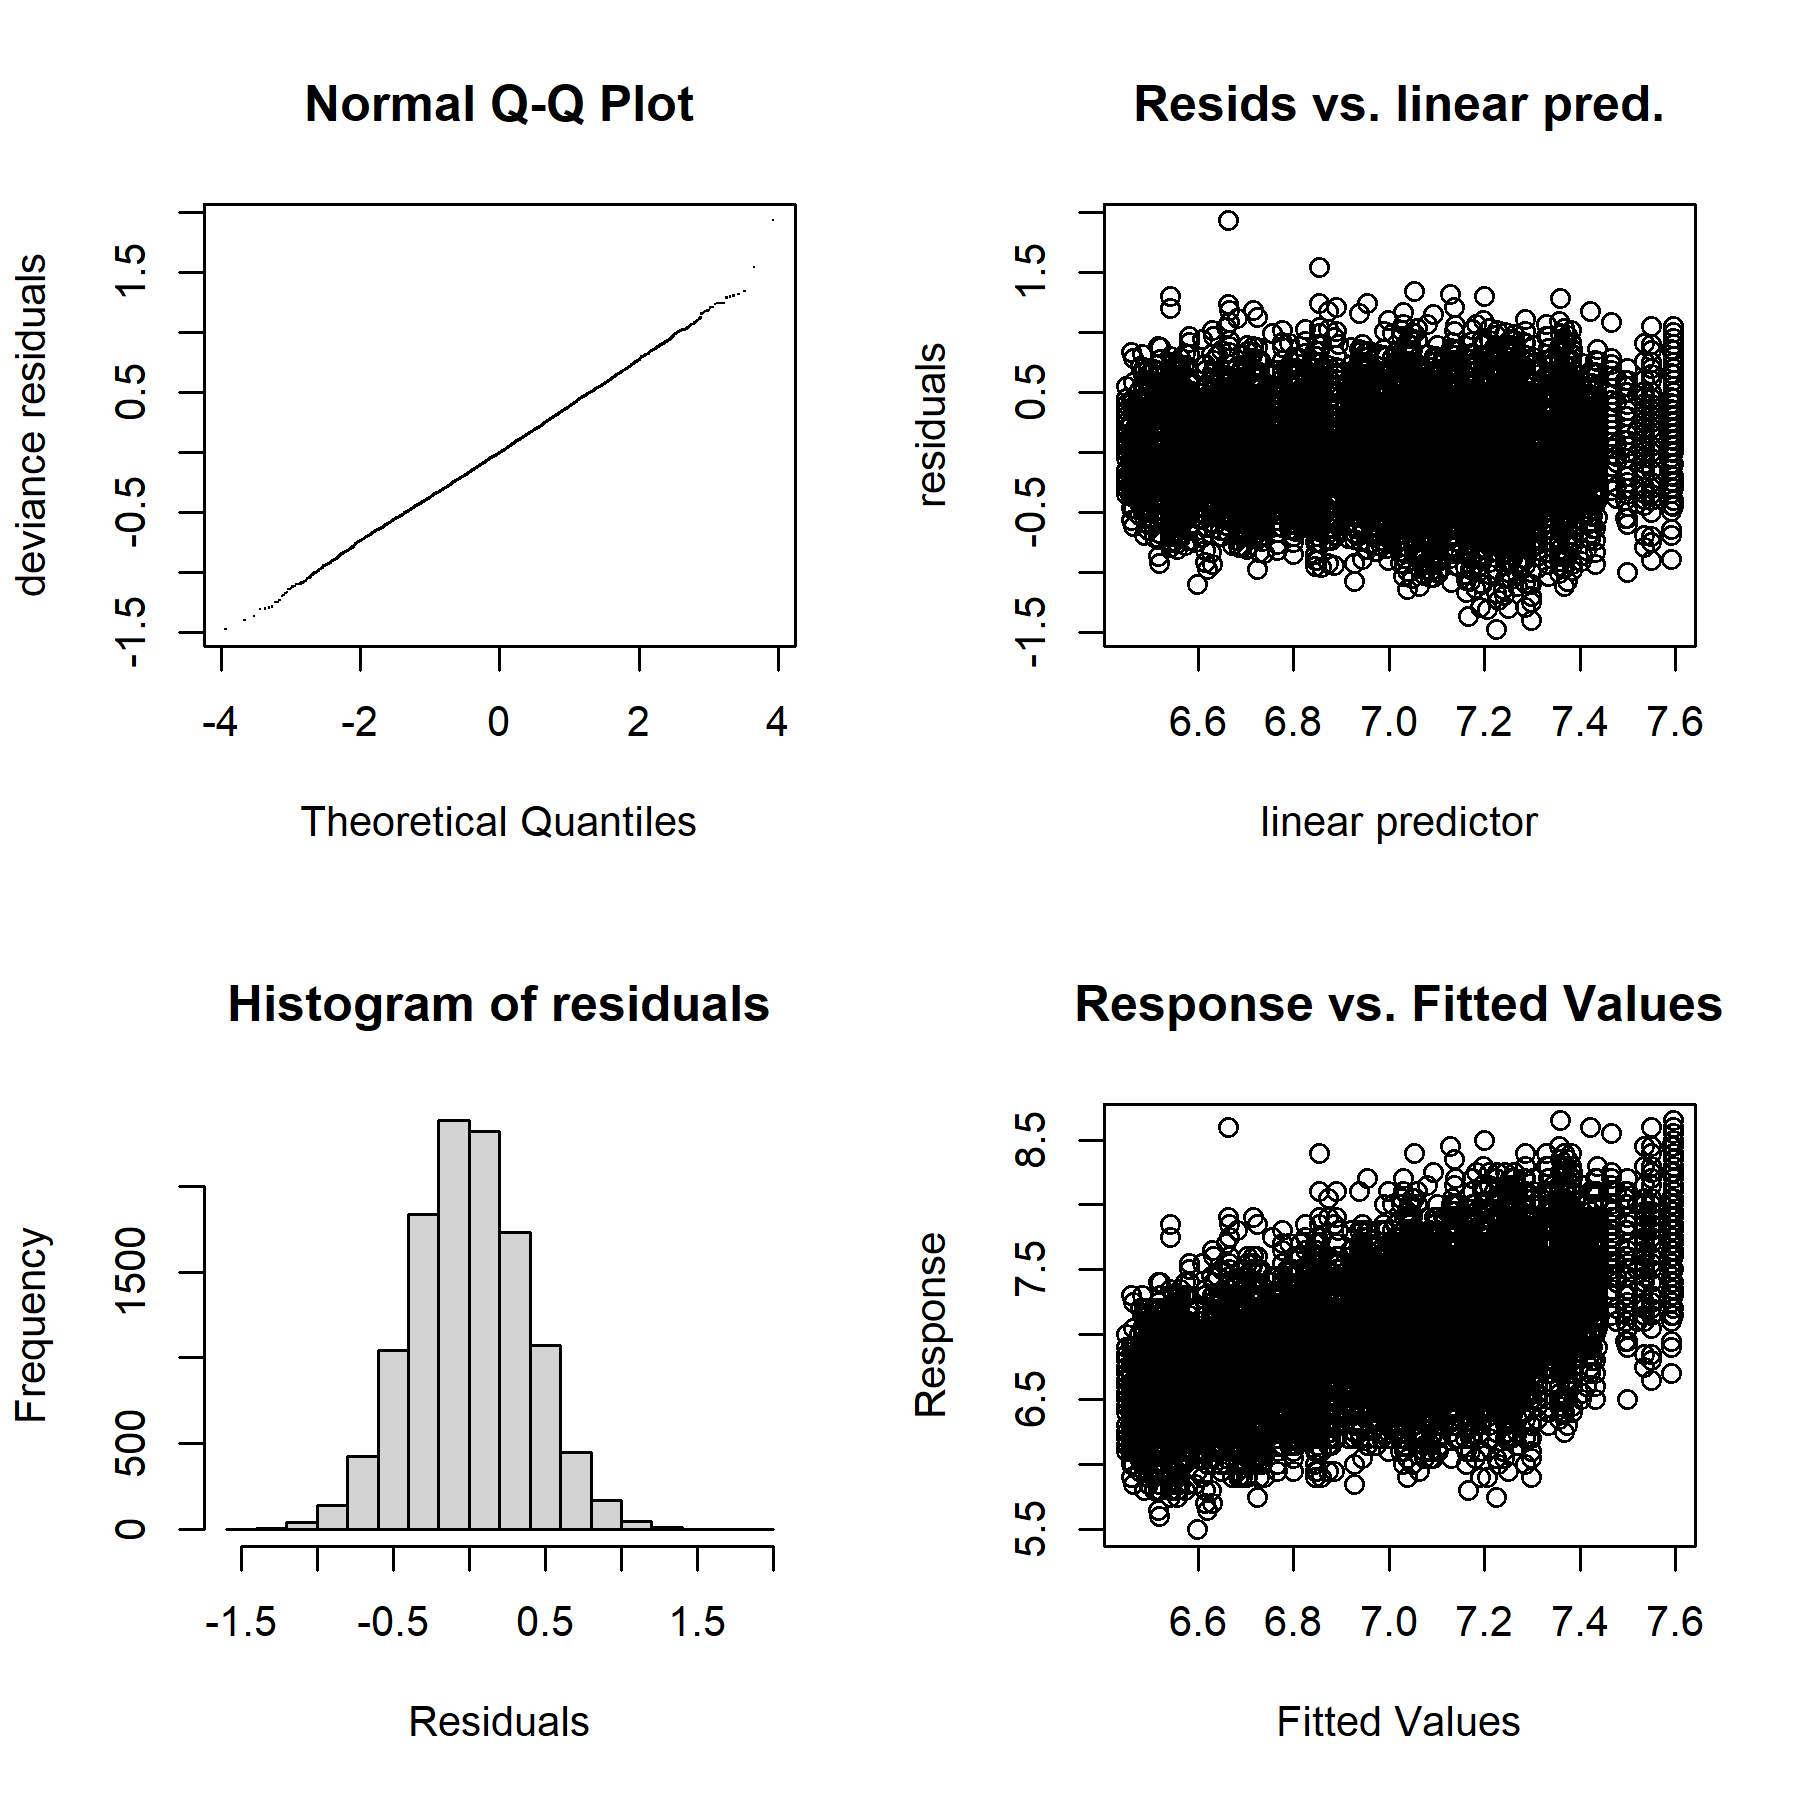 Normal Q-Q Plot
deviance residuals
-1.5 -0.5 0.5 1.5
-4 -2 0 2 4
Theoretical Quantiles
Resids vs. linear pred.
residuals
-1.5 -0.5 0.5 1.5
6.6 6.8 7.0 7.2 7.4 7.6
linear predictor
Histogram of residuals
Frequency
0 500 1500
-1.5 -0.5 0.5 1.5
Residuals
Response vs. Fitted Values
Response
5.5 6.5 7.5 8.5
6.6 6.8 7.0 7.2 7.4 7.6
Fitted Values